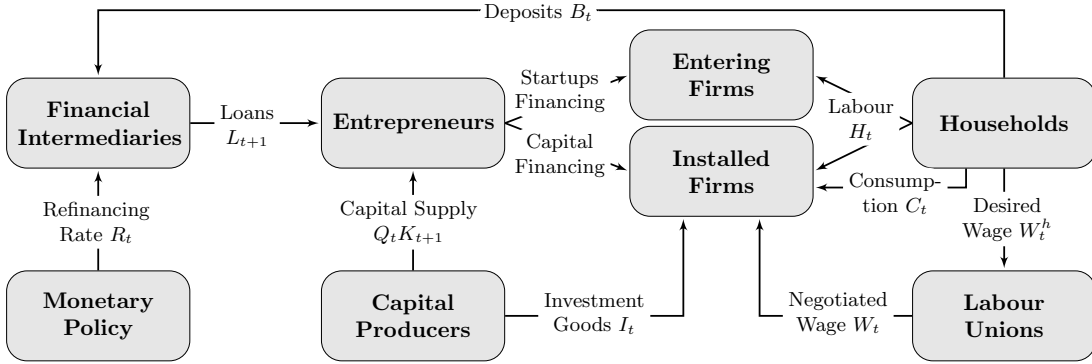 Deposits B_t
Entering
Firms
Startups
Financing
Financial
Intermediaries
Loans
L_{t+1}
Entrepreneurs
Labour
H_t
Households
Capital
Financing
Installed
Firms
Consump-
tion C_t
Refinancing
Rate R_t
Capital Supply
Q_tK_{t+1}
Desired
Wage W_t^h
Monetary
Policy
Capital
Producers
Investment
Goods I_t
Negotiated
Wage W_t
Labour
Unions